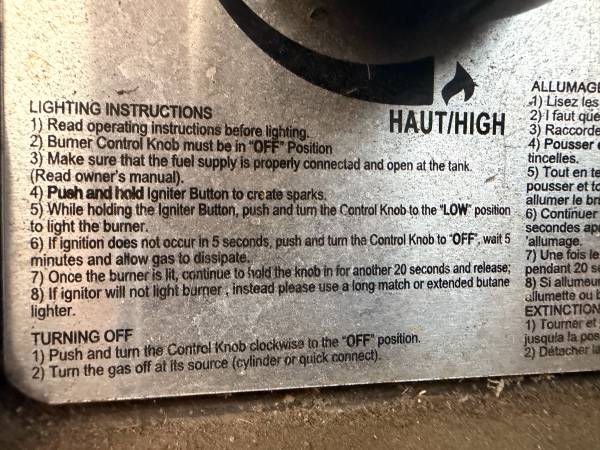 HAUT/HIGH
LIGHTING INSTRUCTIONS
1) Read operating instructions before lighting.
2) Burner Control Knob must be in "OFF" Position
3) Make sure that the fuel supply is properly connected and open at the tank.
(Read owner's manual).
4) Push and hold Igniter Button to create sparks.
5) While holding the Igniter Button, push and turn the Control Knob to the "LOW" position
to light the burner.
6) If ignition does not occur in 5 seconds, push and turn the Control Knob to "OFF", wait 5
minutes and allow gas to dissipate.
7) Once the burner is lit, continue to hold the knob in for another 20 seconds and release;
8) If ignitor will not light burner , instead please use a long match or extended butane
lighter.
TURNING OFF
1) Push and turn the Control Knob clockwise to the "OFF" position.
2) Turn the gas off at its source (cylinder or quick connect).
ALLUMAGE
1) Lisez les
2) I faut que
3) Raccorde
4) Pousser
tincelles.
5) Tout en te
pousser et to
allumer le br
6) Continuer
secondes apr
'allumage.
7) Une fois le
pendant 20 se
8) Si allumeu
allumette ou b
EXTINCTION
1) Tourner et
jusquia la pos
2) Détacher la